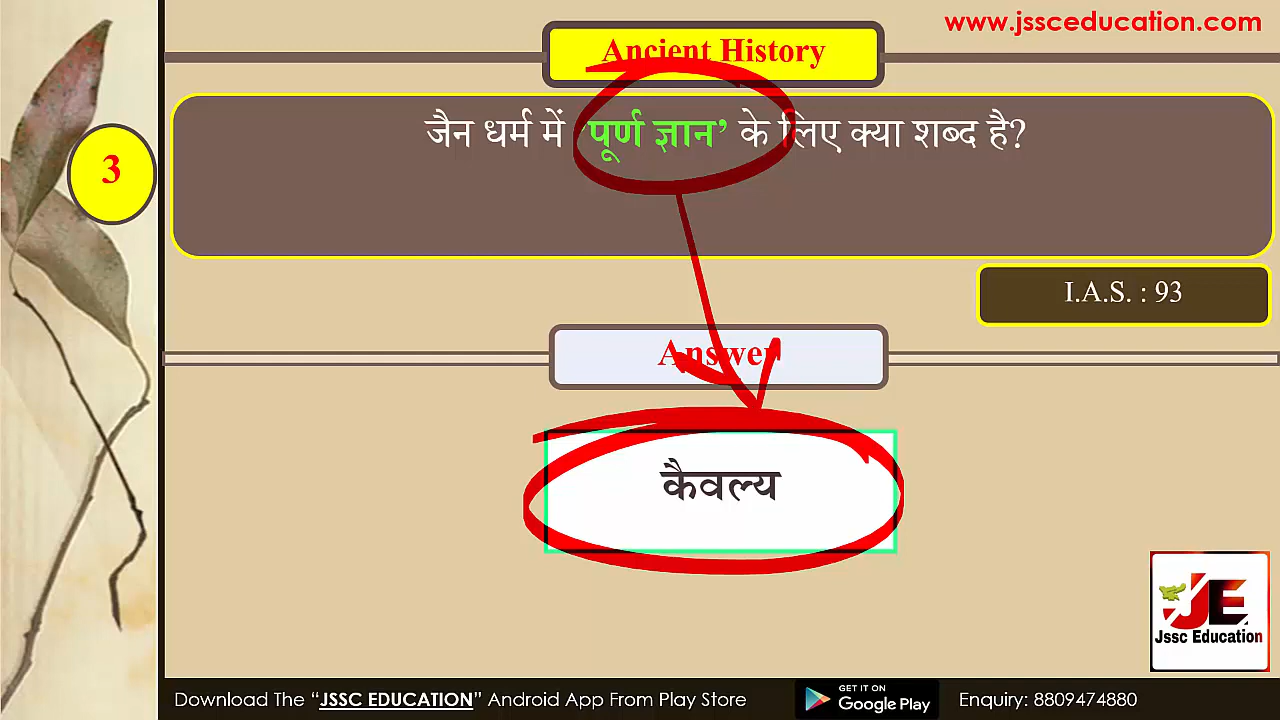 www.jssceducation.com
Ancient History
3
जैन धर्म में ‘पूर्ण ज्ञान’ के लिए क्या शब्द है?
I.A.S. : 93
Answer
कैवल्य
JE
Jssc Education
Download The “JSSC EDUCATION” Android App From Play Store
GET IT ON
Google Play
Enquiry: 8809474880